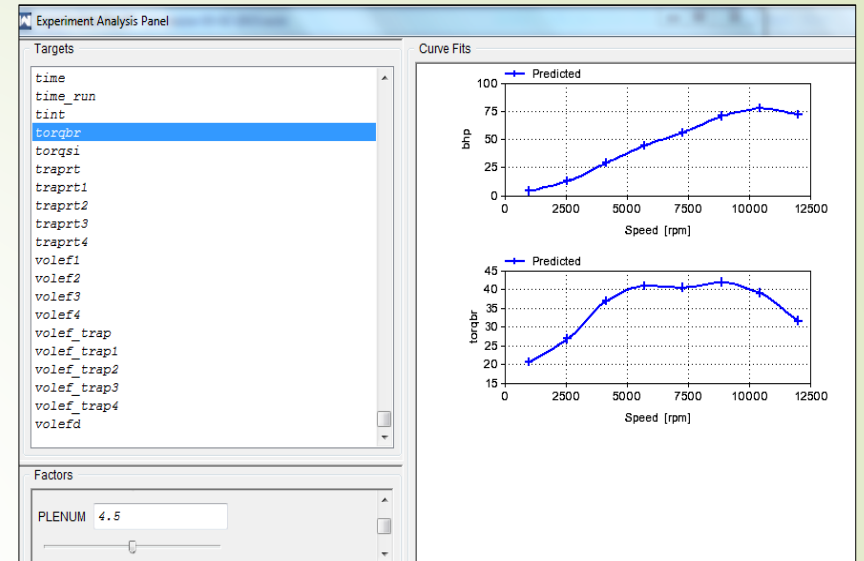 Experiment Analysis Panel
Targets
time
time_run
tint
torqbr
torqsi
traprt
traprt1
traprt2
traprt3
traprt4
volef1
volef2
volef3
volef4
volef_trap
volef_trap1
volef_trap2
volef_trap3
volef_trap4
volefd
Factors
PLENUM 4.5
Curve Fits
Predicted
100
75
50
25
0
bhp
0 2500 5000 7500 10000 12500
Speed [rpm]
Predicted
45
40
35
30
25
20
15
torqbr
0 2500 5000 7500 10000 12500
Speed [rpm]